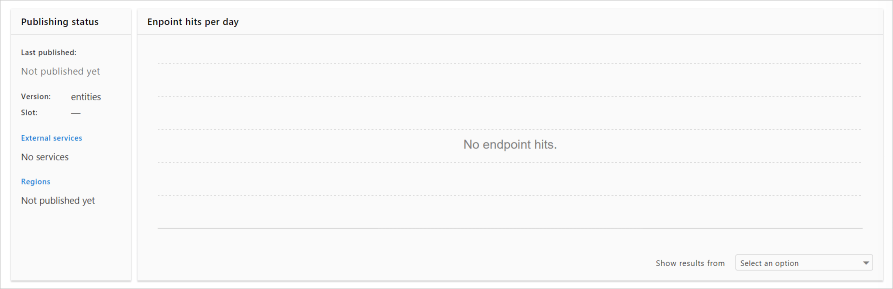 Publishing status
Last published:
Not published yet
Version: entities
Slot: —
External services
No services
Regions
Not published yet
Enpoint hits per day
No endpoint hits.
Show results from Select an option